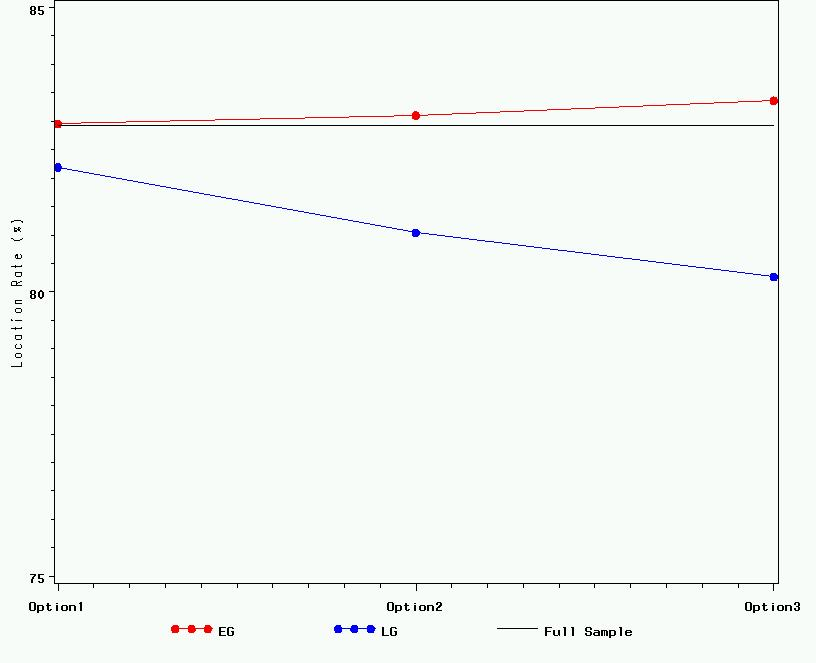 85
80
75
Location Rate (%)
Option1 Option2 Option3
EG LG Full Sample